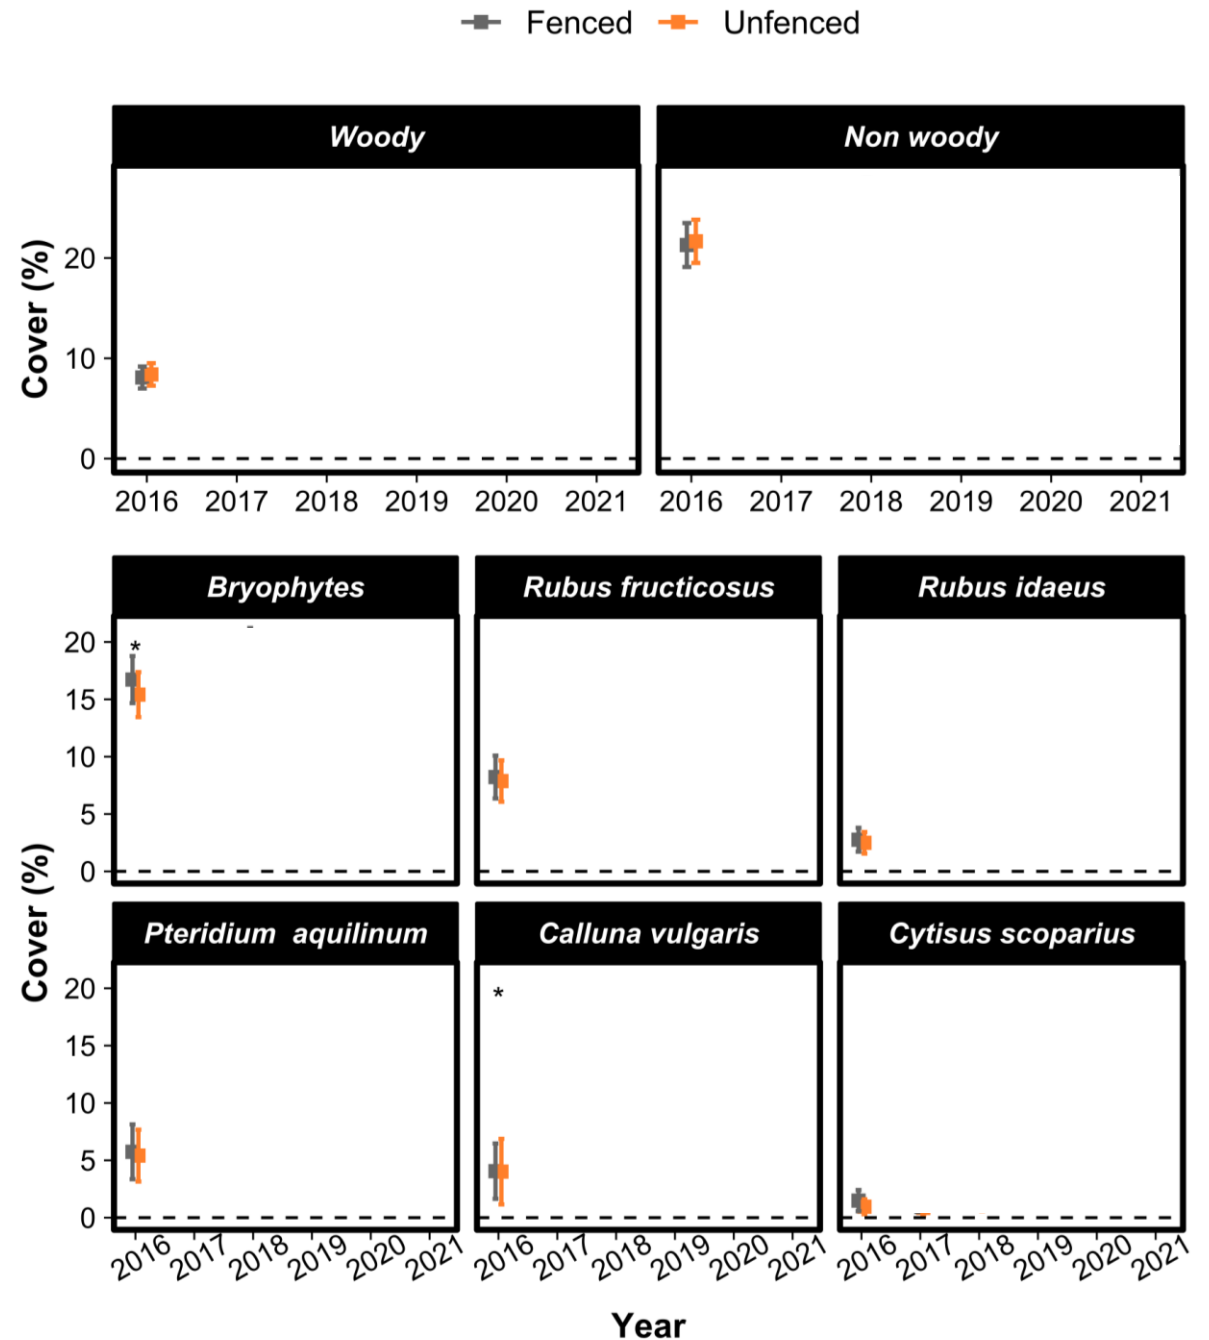 Fenced Unfenced
Woody Non woody
Cover (%)
20
10
0
2016 2017 2018 2019 2020 2021 2016 2017 2018 2019 2020 2021
Bryophytes Rubus fructicosus Rubus idaeus
Cover (%)
20
15
10
5
0
*
Pteridium aquilinum Calluna vulgaris Cytisus scoparius
20
15
10
5
0
*
2016 2017 2018 2019 2020 2021 2016 2017 2018 2019 2020 2021 2016 2017 2018 2019 2020 2021
Year